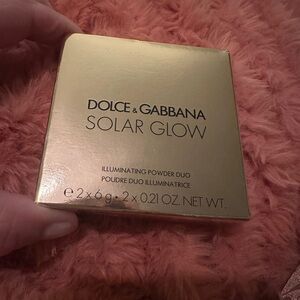 DOLCE & GABBANA
SOLAR GLOW
ILLUMINATING POWDER DUO
POUDRE DUO ILLUMINATRICE
℮ 2 x 6 g • 2 x 0.21 OZ. NET WT.